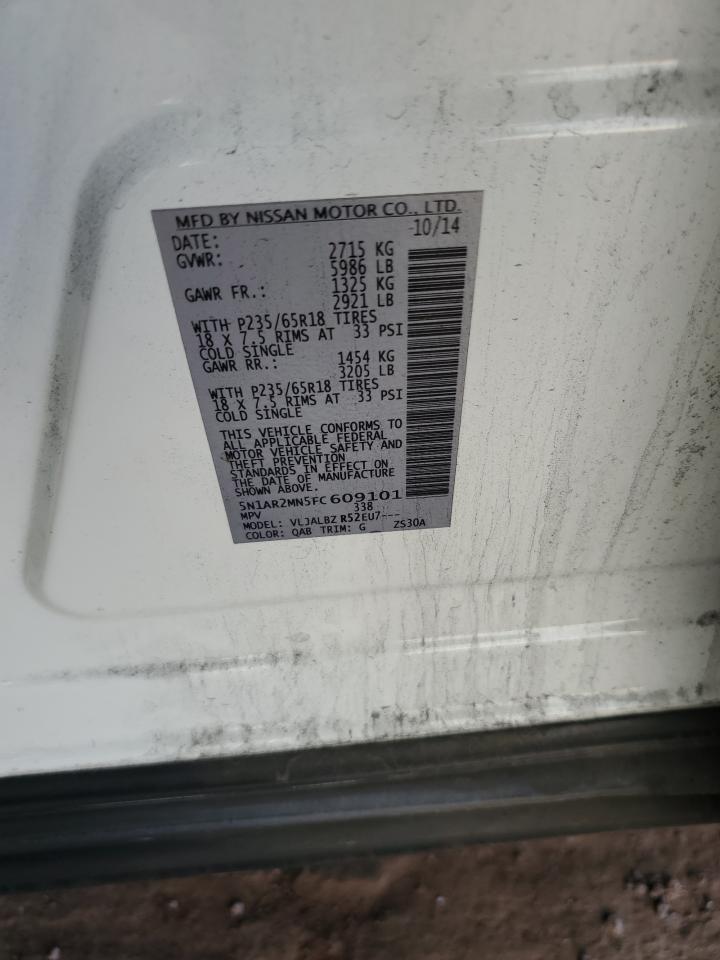 MFD BY NISSAN MOTOR CO., LTD.
DATE: 10/14
GVWR: 2715 KG
5986 LB
GAWR FR.: 1325 KG
2921 LB
WITH P235/65R18 TIRES
18 X 7.5 RIMS AT 33 PSI
COLD SINGLE
GAWR RR.: 1454 KG
3205 LB
WITH P235/65R18 TIRES
18 X 7.5 RIMS AT 33 PSI
COLD SINGLE
THIS VEHICLE CONFORMS TO
ALL APPLICABLE FEDERAL
MOTOR VEHICLE SAFETY AND
THEFT PREVENTION
STANDARDS IN EFFECT ON
THE DATE OF MANUFACTURE
SHOWN ABOVE.
5N1AR2MN5FC609101
MPV 338
MODEL: VLJALBZ R52EU7---
COLOR: QAB TRIM: G ZS30A